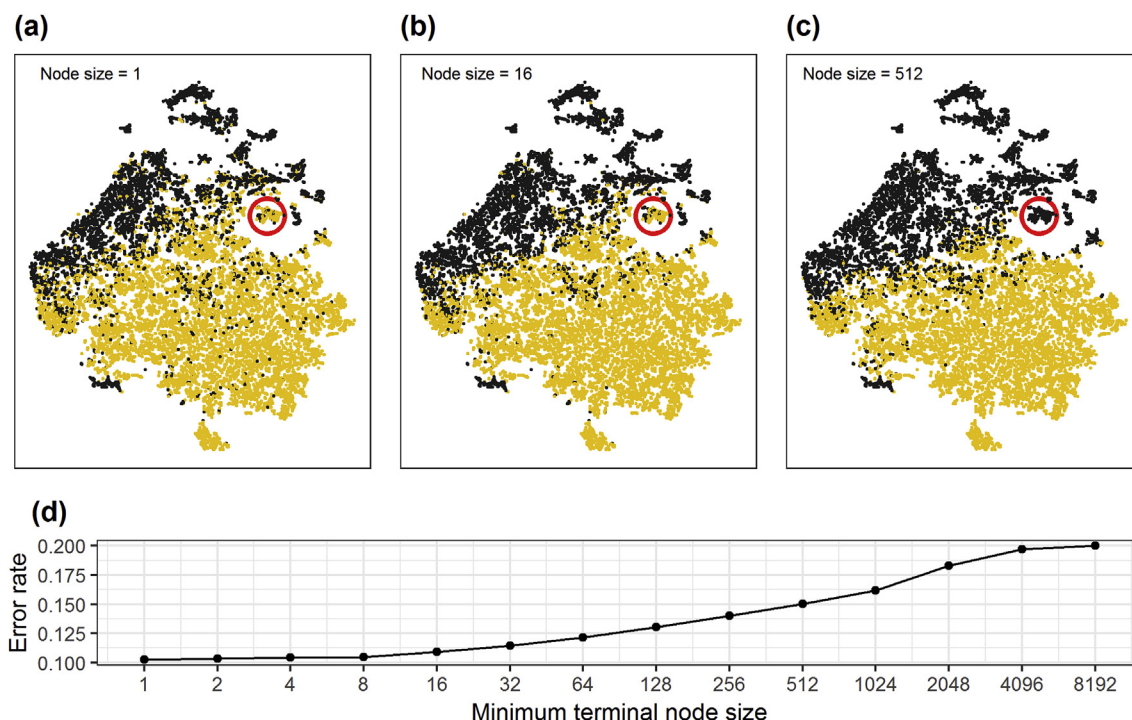 (a)
(b)
(c)
Node size = 1
Node size = 16
Node size = 512
(d)
Error rate
0.200
0.175
0.150
0.125
0.100
1 2 4 8 16 32 64 128 256 512 1024 2048 4096 8192
Minimum terminal node size